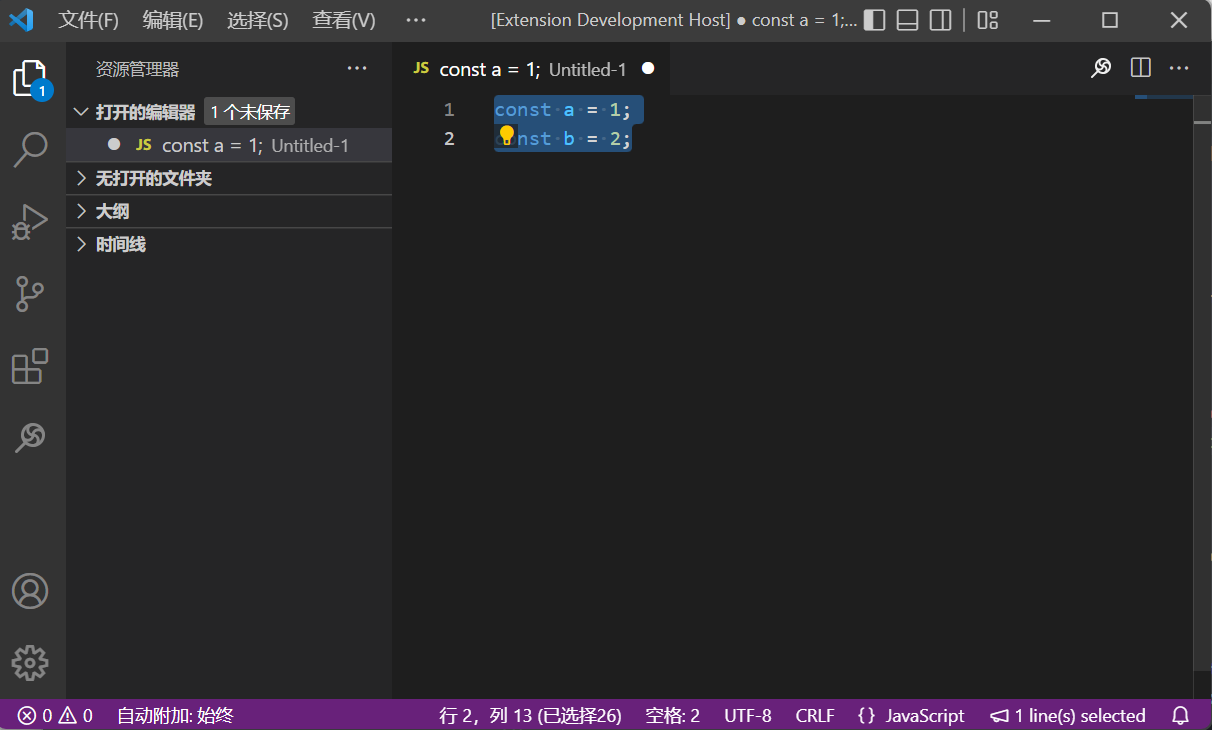 文件(F) 编辑(E) 选择(S) 查看(V) ··· [Extension Development Host] ● const a = 1;...
资源管理器 ···
JS const a = 1; Untitled-1 ●
1
打开的编辑器 1 个未保存
● JS const a = 1; Untitled-1
无打开的文件夹
大纲
时间线
1 const a = 1;
2 const b = 2;
0 0 自动附加: 始终 行 2，列 13 (已选择26) 空格: 2 UTF-8 CRLF {} JavaScript 1 line(s) selected